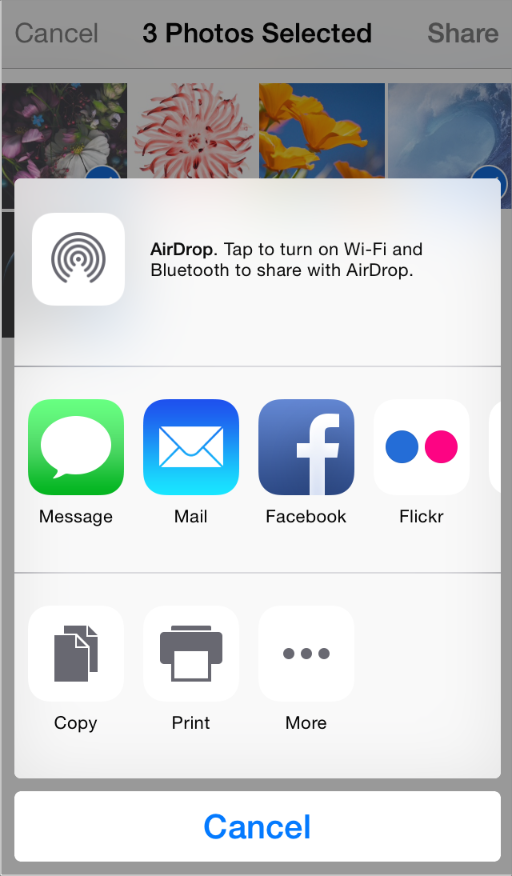 Cancel 3 Photos Selected Share
AirDrop. Tap to turn on Wi-Fi and
Bluetooth to share with AirDrop.
Message Mail Facebook Flickr
Copy Print More
Cancel